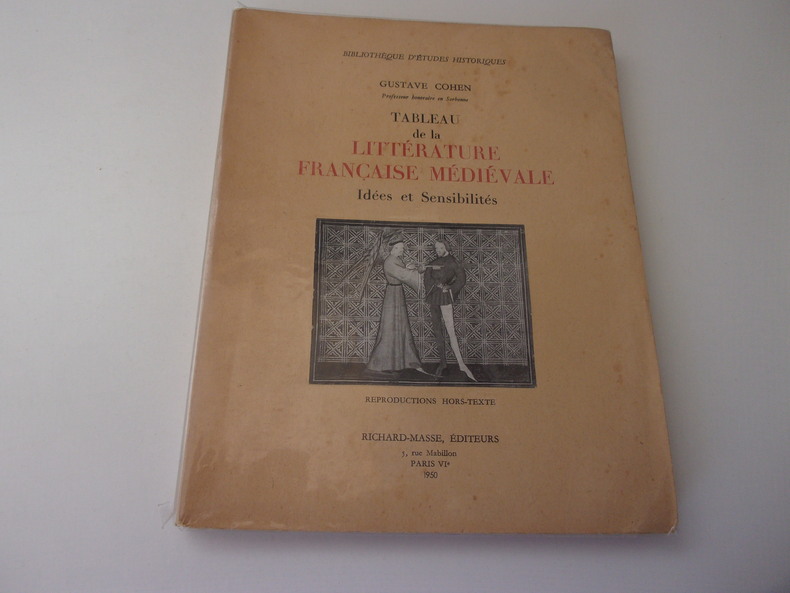 BIBLIOTHÈQUE D'ÉTUDES HISTORIQUES
GUSTAVE COHEN
Professeur honoraire en Sorbonne
TABLEAU
de la
LITTÉRATURE
FRANÇAISE MÉDIÉVALE
Idées et Sensibilités
REPRODUCTIONS HORS-TEXTE
RICHARD-MASSE, ÉDITEURS
7, rue Mabillon
PARIS VIᵉ
1950